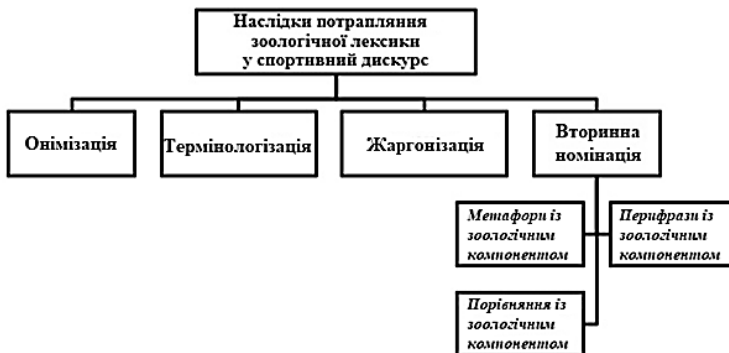 Наслідки потрапляння
зоологічної лексики
у спортивний дискурс
Онімізація
Термінологізація
Жаргонізація
Вторинна
номінація
Метафори із
зоологічним
компонентом
Перифрази із
зоологічним
компонентом
Порівняння із
зоологічним
компонентом